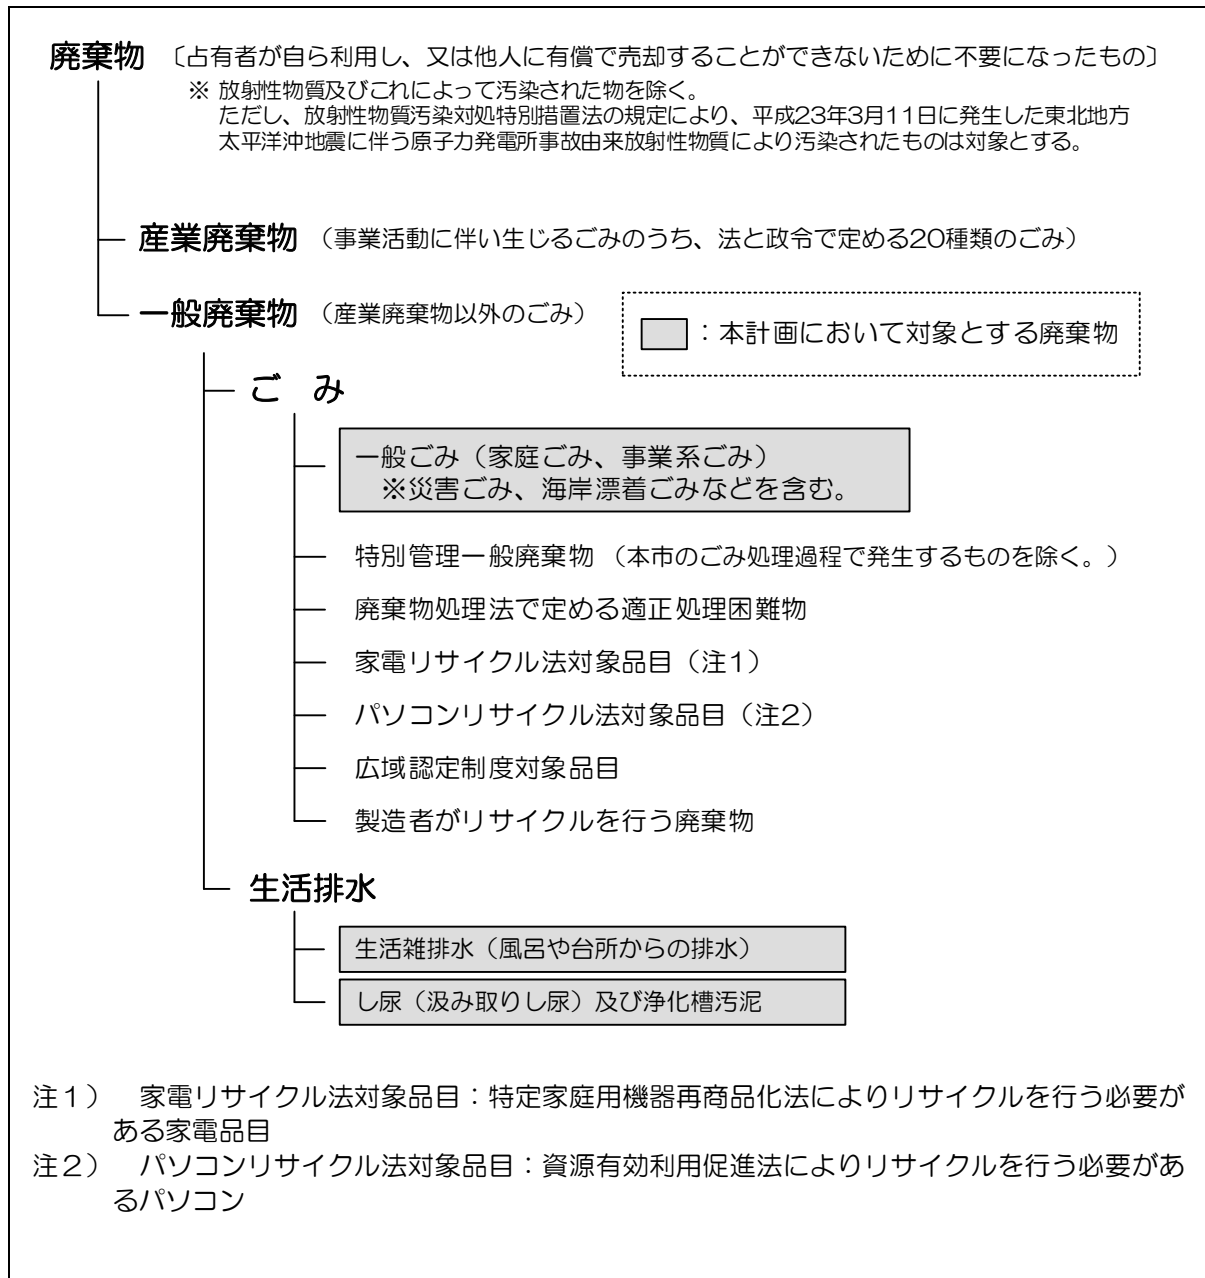 廃棄物 〔占有者が自ら利用し、又は他人に有償で売却することができないために不要になったもの〕
※ 放射性物質及びこれによって汚染された物を除く。
ただし、放射性物質汚染対処特別措置法の規定により、平成23年3月11日に発生した東北地方
太平洋沖地震に伴う原子力発電所事故由来放射性物質により汚染されたものは対象とする。
産業廃棄物 （事業活動に伴い生じるごみのうち、法と政令で定める20種類のごみ）
一般廃棄物 （産業廃棄物以外のごみ）
：本計画において対象とする廃棄物
ご み
一般ごみ（家庭ごみ、事業系ごみ）
※災害ごみ、海岸漂着ごみなどを含む。
特別管理一般廃棄物 （本市のごみ処理過程で発生するものを除く。）
廃棄物処理法で定める適正処理困難物
家電リサイクル法対象品目（注1）
パソコンリサイクル法対象品目（注2）
広域認定制度対象品目
製造者がリサイクルを行う廃棄物
生活排水
生活雑排水（風呂や台所からの排水）
し尿（汲み取りし尿）及び浄化槽汚泥
注１） 家電リサイクル法対象品目：特定家庭用機器再商品化法によりリサイクルを行う必要が
ある家電品目
注２） パソコンリサイクル法対象品目：資源有効利用促進法によりリサイクルを行う必要があ
るパソコン